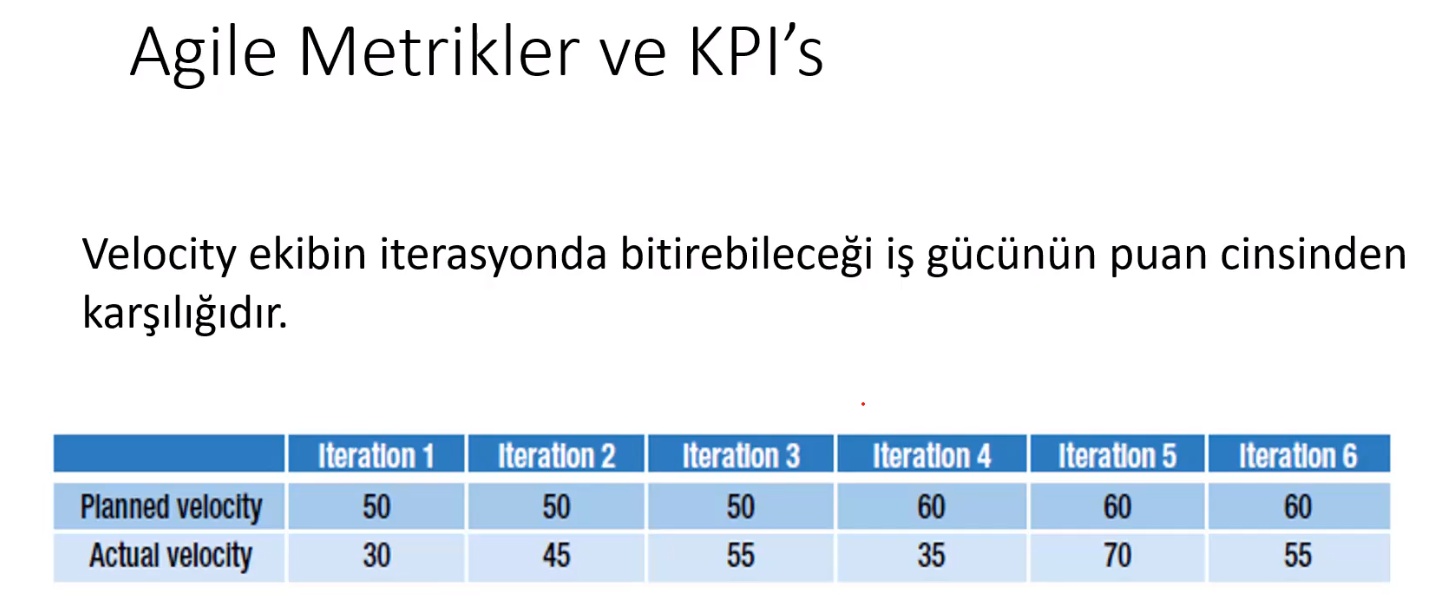 Agile Metrikler ve KPI’s
Velocity ekibin iterasyonda bitirebileceği iş gücünün puan cinsinden
karşılığıdır.
Iteration 1 Iteration 2 Iteration 3 Iteration 4 Iteration 5 Iteration 6
Planned velocity 50 50 50 60 60 60
Actual velocity 30 45 55 35 70 55